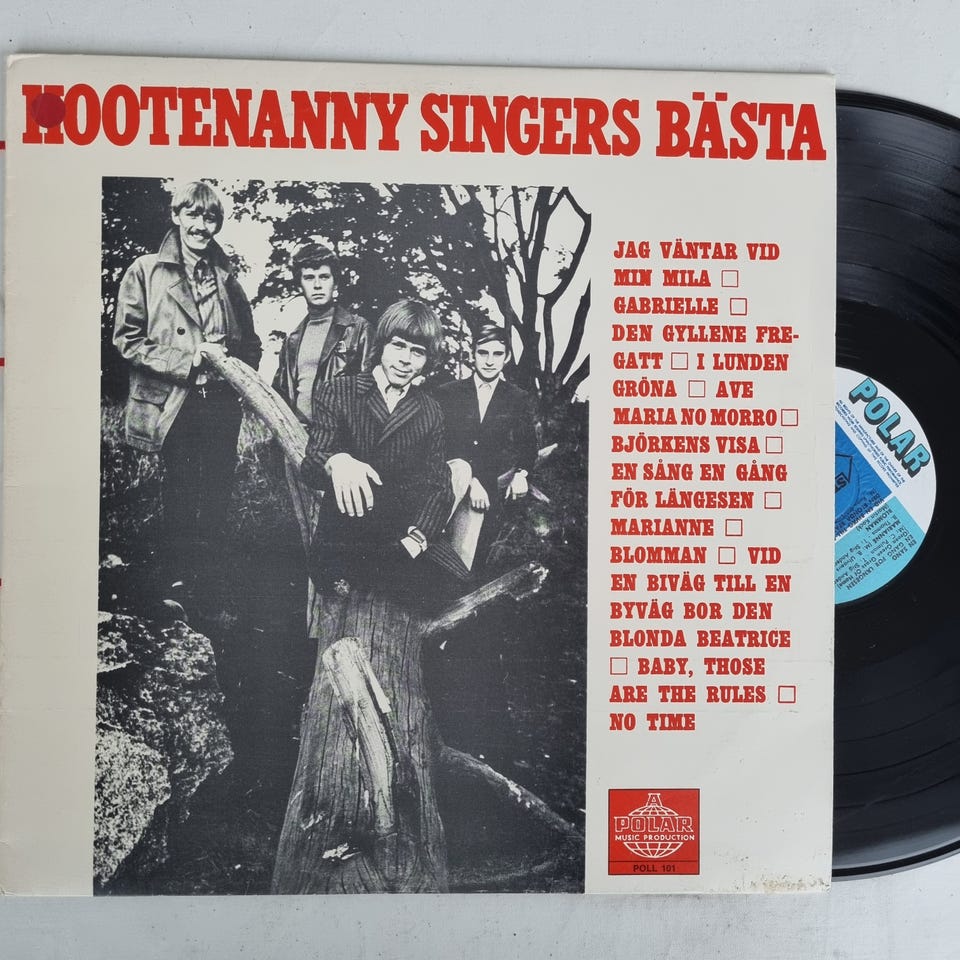 HOOTENANNY SINGERS BÄSTA
JAG VÄNTAR VID
MIN MILA □
GABRIELLE □
DEN GYLLENE FRE-
GATT □ I LUNDEN
GRÖNA □ AVE
MARIA NO MORRO □
BJÖRKENS VISA □
EN SÅNG EN GÅNG
FÖR LÄNGESEN □
MARIANNE □
BLOMMAN □ VID
EN BIVÄG TILL EN
BYVÄG BOR DEN
BLONDA BEATRICE
□ BABY, THOSE
ARE THE RULES □
NO TIME
POLAR
MUSIC PRODUCTION
POLL 101
POLAR